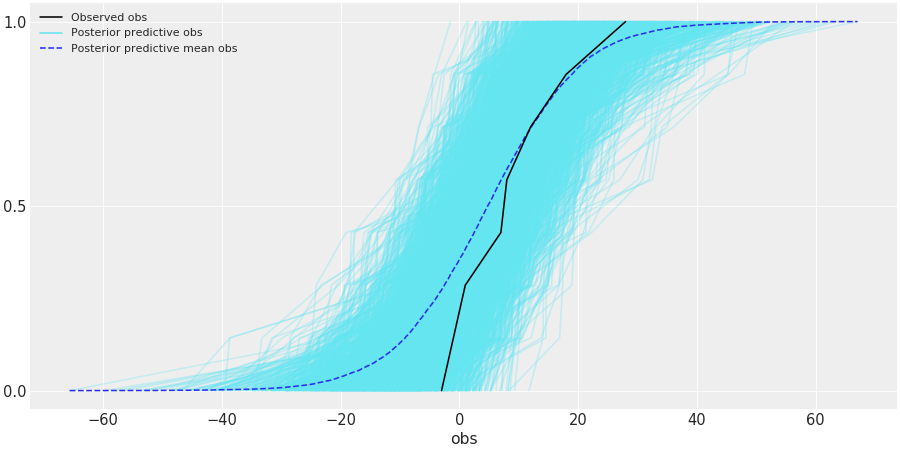 Observed obs
Posterior predictive obs
Posterior predictive mean obs
1.0
0.5
0.0
−60 −40 −20 0 20 40 60
obs